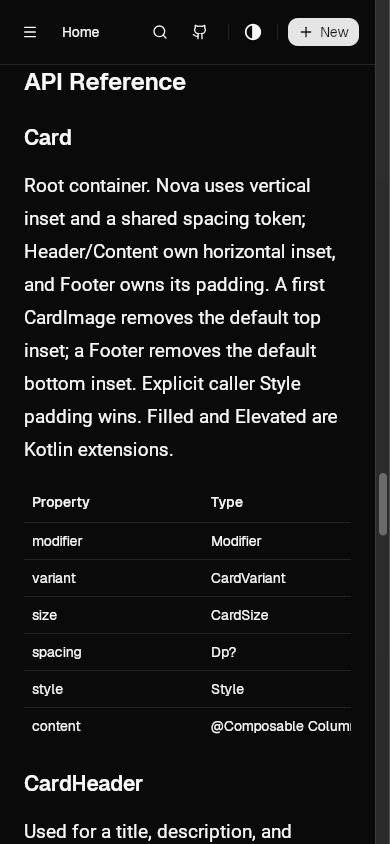 Home
New
API Reference
Card
Root container. Nova uses vertical
inset and a shared spacing token;
Header/Content own horizontal inset,
and Footer owns its padding. A first
CardImage removes the default top
inset; a Footer removes the default
bottom inset. Explicit caller Style
padding wins. Filled and Elevated are
Kotlin extensions.
Property Type
modifier Modifier
variant CardVariant
size CardSize
spacing Dp?
style Style
content @Composable
CardHeader
Used for a title, description, and